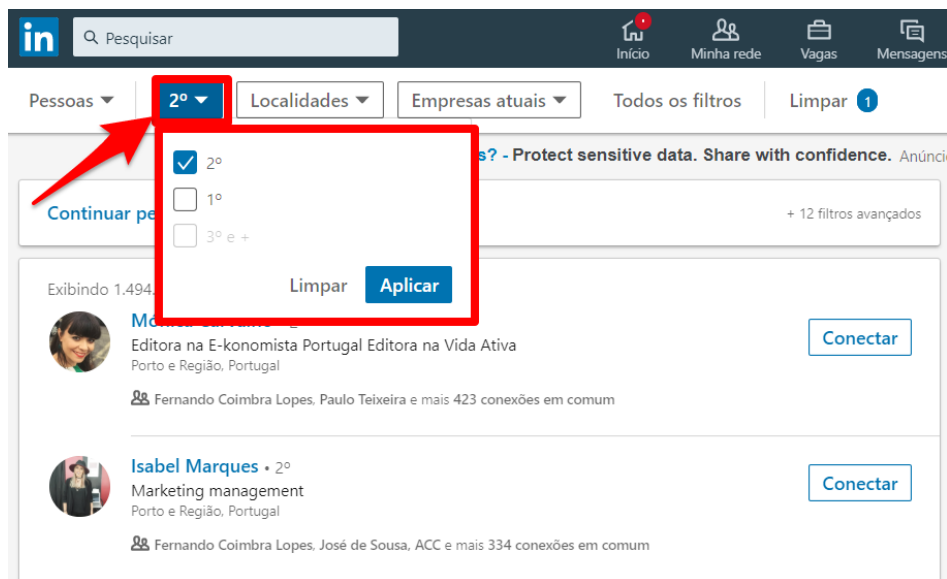 in
Pesquisar
Início
Minha rede
Vagas
Mensagens
Pessoas
2º
Localidades
Empresas atuais
Todos os filtros
Limpar 1
s? - Protect sensitive data. Share with confidence. Anúnci
2º
1º
3º e +
Limpar
Aplicar
Continuar pe
+ 12 filtros avançados
Exibindo 1.494.
Mónica Carvalho • 2º
Editora na E-konomista Portugal Editora na Vida Ativa
Porto e Região, Portugal
Fernando Coimbra Lopes, Paulo Teixeira e mais 423 conexões em comum
Conectar
Isabel Marques • 2º
Marketing management
Porto e Região, Portugal
Fernando Coimbra Lopes, José de Sousa, ACC e mais 334 conexões em comum
Conectar